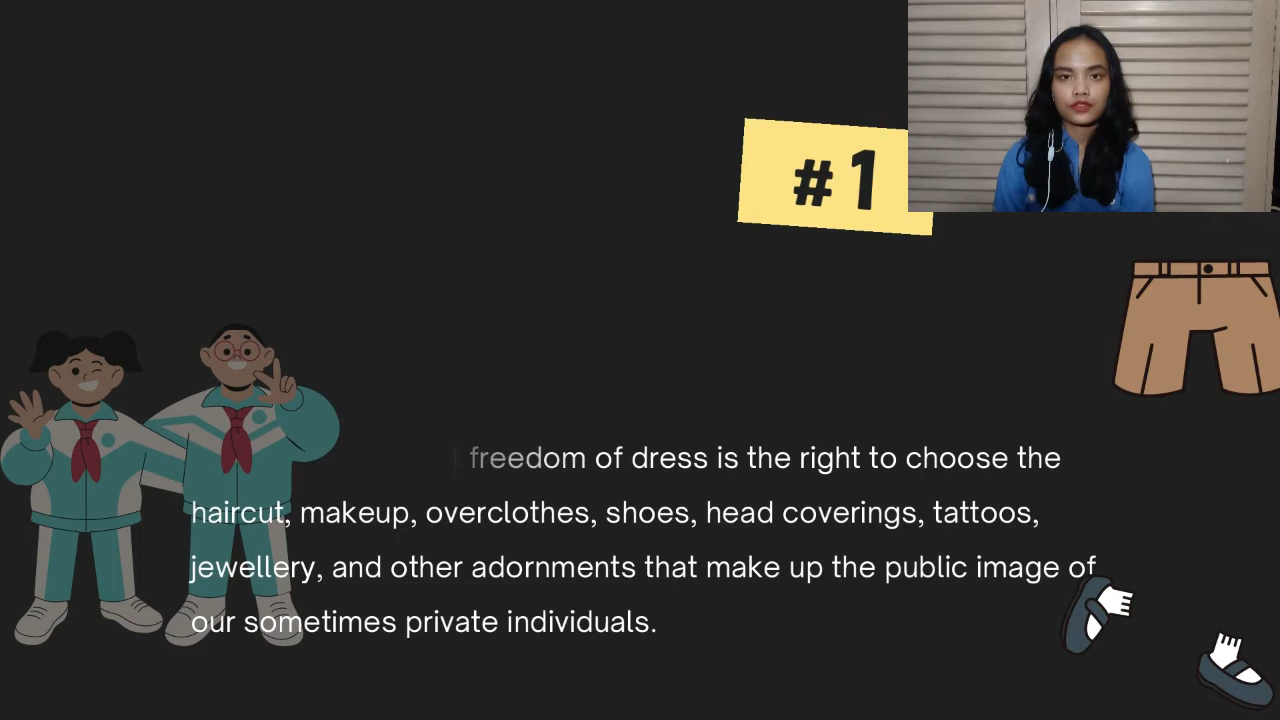 #1
freedom of dress is the right to choose the
haircut, makeup, overclothes, shoes, head coverings, tattoos,
jewellery, and other adornments that make up the public image of
our sometimes private individuals.